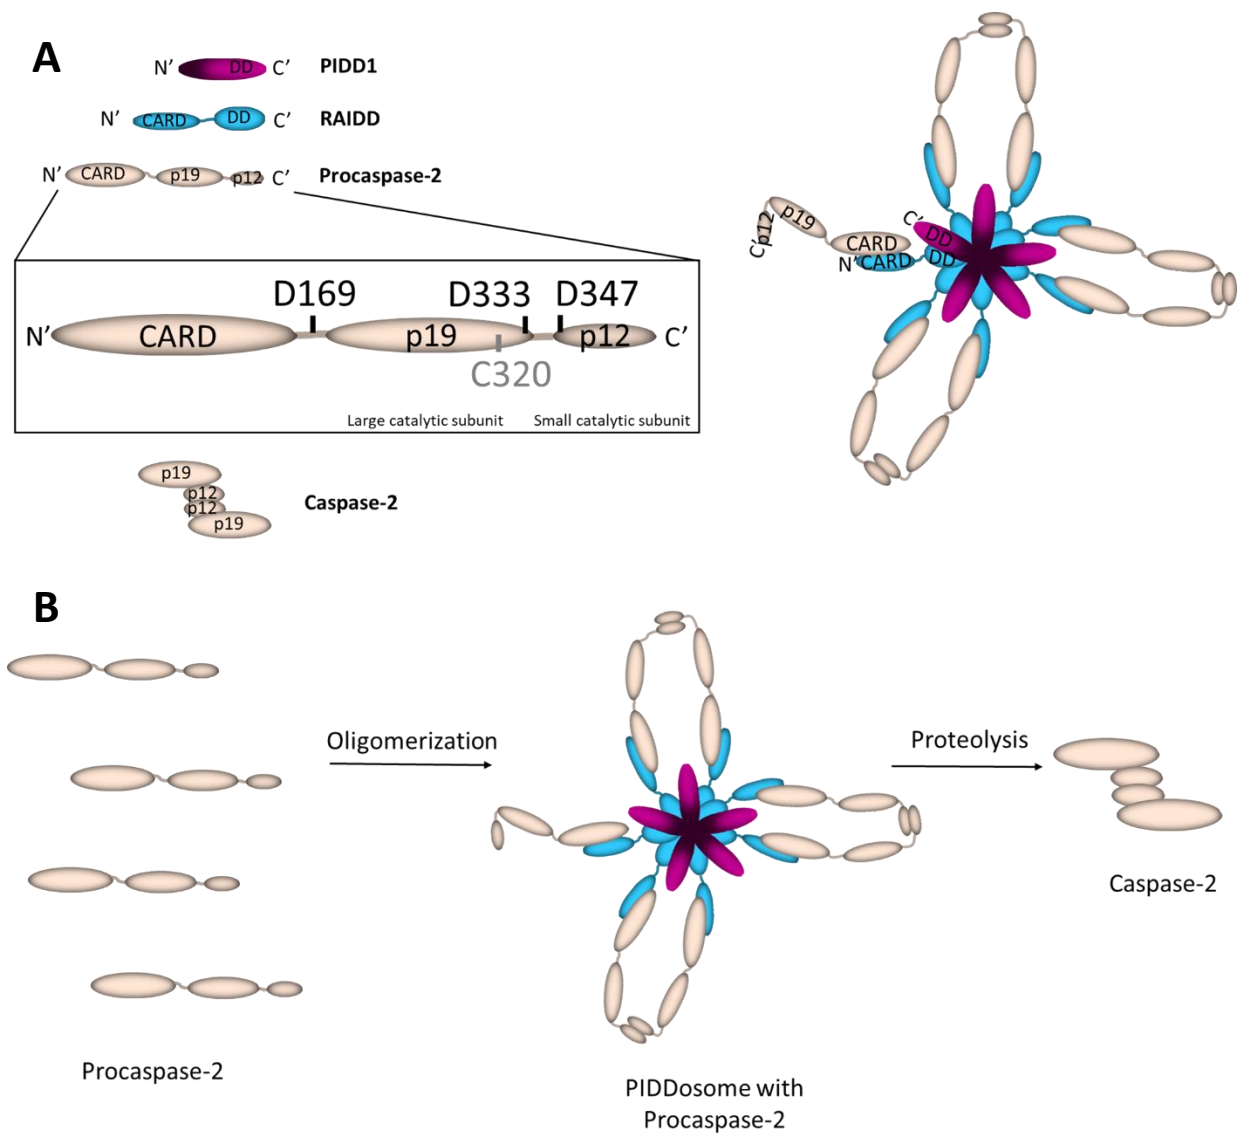 A
N' DD C' PIDD1
N' CARD DD C' RAIDD
N' CARD p19 p12 C' Procaspase-2
D169 D333 D347
N' CARD p19 p12 C'
C320
Large catalytic subunit Small catalytic subunit
p19
p12
p12
p19
Caspase-2
C' p12 p19 CARD C' DD
N' CARD DD
B
Oligomerization
Proteolysis
Caspase-2
Procaspase-2
PIDDosome with
Procaspase-2